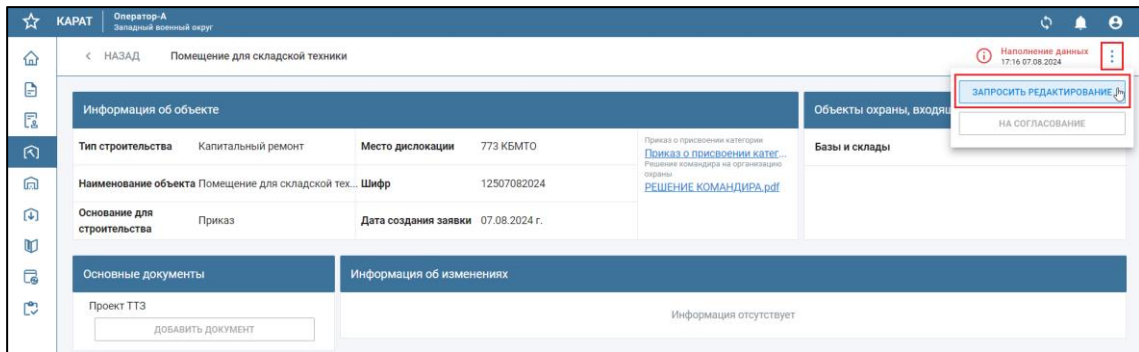 КАРАТ
Оператор-А
Западный военный округ
НАЗАД
Помещение для складской техники
Наполнение данных
17:16 07.08.2024
ЗАПРОСИТЬ РЕДАКТИРОВАНИЕ
НА СОГЛАСОВАНИЕ
Информация об объекте
Объекты охраны, входящ
Тип строительства Капитальный ремонт Место дислокации 773 КБМТО
Приказ о присвоении категории
Приказ о присвоении катег...
Решение командира на организацию
охраны
РЕШЕНИЕ КОМАНДИРА.pdf
Базы и склады
Наименование объекта Помещение для складской тех... Шифр 12507082024
Основание для
строительства
Приказ Дата создания заявки 07.08.2024 г.
Основные документы
Информация об изменениях
Проект ТТЗ
ДОБАВИТЬ ДОКУМЕНТ
Информация отсутствует